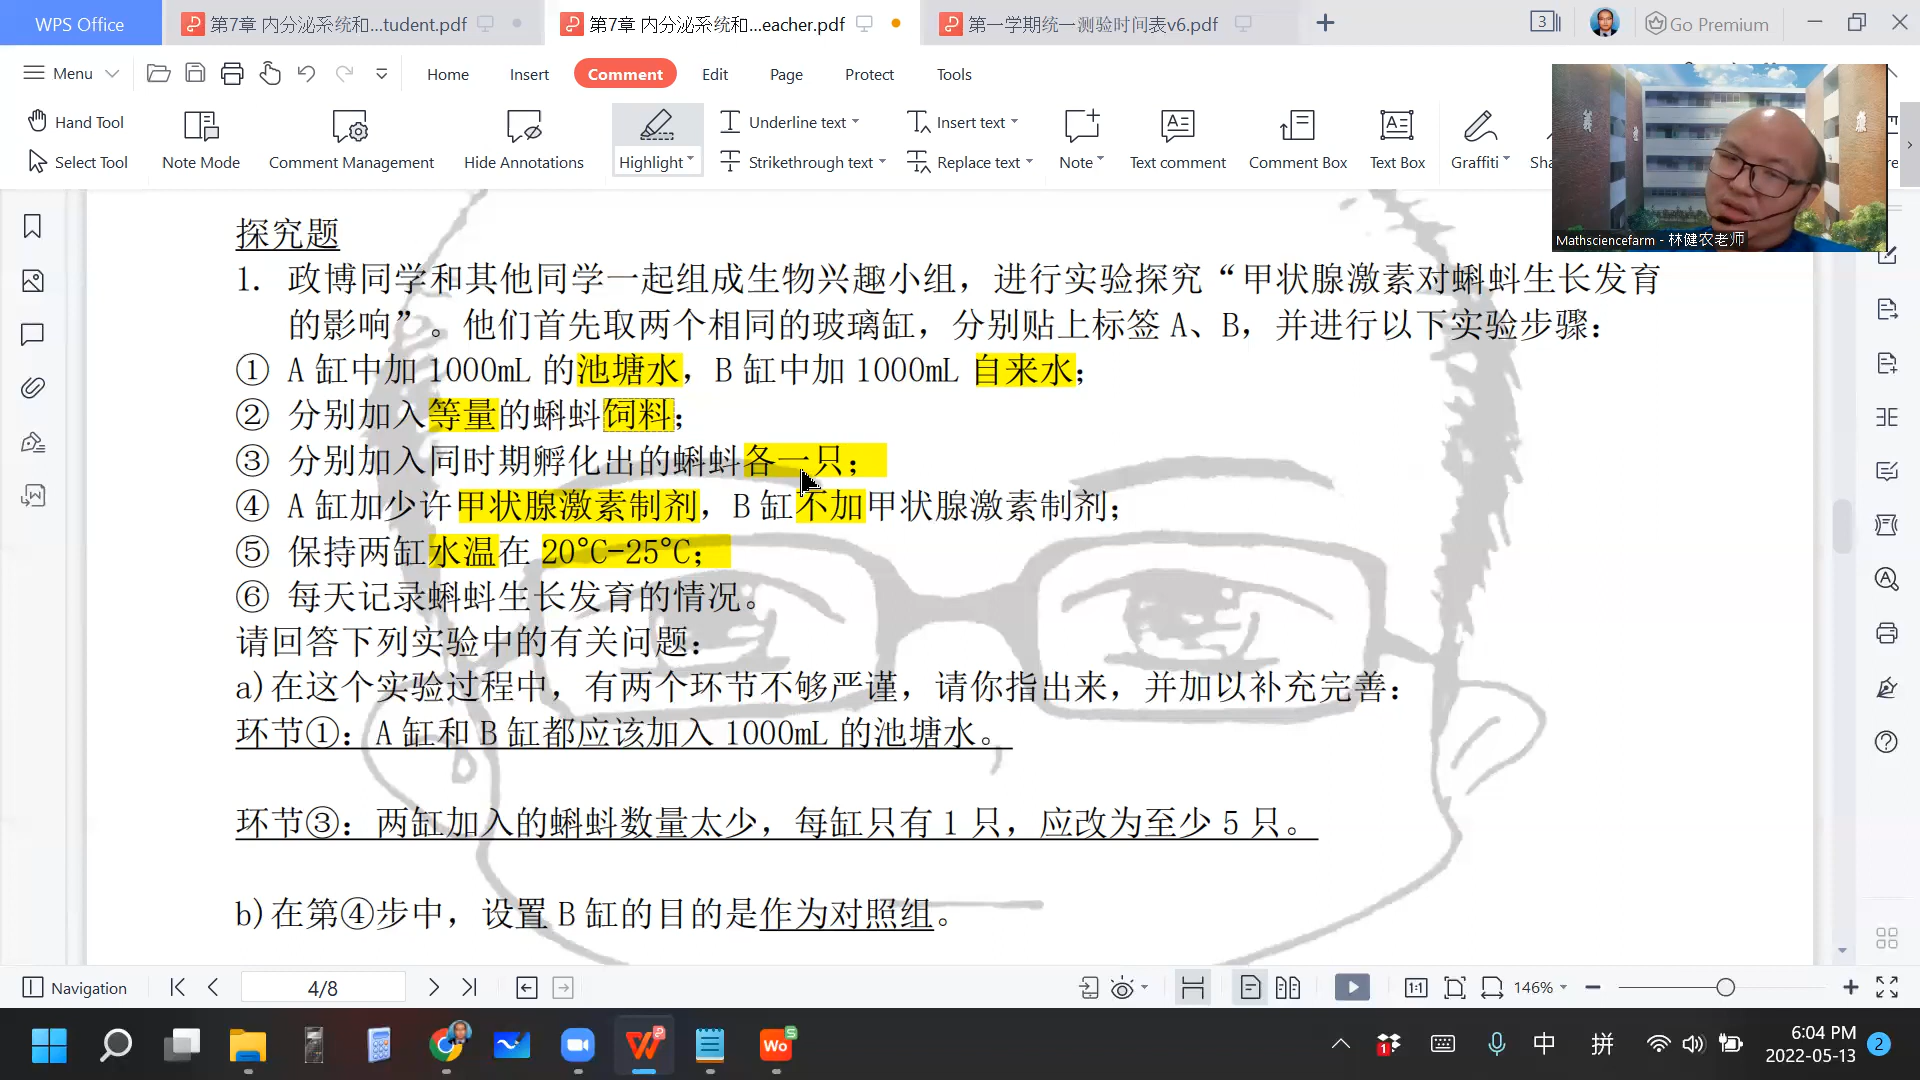 WPS Office
第7章 内分泌系统和...tudent.pdf
第7章 内分泌系统和...eacher.pdf
第一学期统一测验时间表v6.pdf
3
Go Premium
Menu
Home
Insert
Comment
Edit
Page
Protect
Tools
Hand Tool
Select Tool
Note Mode
Comment Management
Hide Annotations
Highlight
Underline text
Strikethrough text
Insert text
Replace text
Note
Text comment
Comment Box
Text Box
Graffiti
Mathsciencefarm - 林健农老师
探究题
1. 政博同学和其他同学一起组成生物兴趣小组，进行实验探究“甲状腺激素对蝌蚪生长发育
的影响”。他们首先取两个相同的玻璃缸，分别贴上标签 A、B，并进行以下实验步骤：
① A 缸中加 1000mL 的池塘水，B 缸中加 1000mL 自来水；
② 分别加入等量的蝌蚪饲料；
③ 分别加入同时期孵化出的蝌蚪各一只；
④ A 缸加少许甲状腺激素制剂，B 缸不加甲状腺激素制剂；
⑤ 保持两缸水温在 20°C-25°C；
⑥ 每天记录蝌蚪生长发育的情况。
请回答下列实验中的有关问题：
a)在这个实验过程中，有两个环节不够严谨，请你指出来，并加以补充完善：
环节①：A 缸和 B 缸都应该加入 1000mL 的池塘水。
环节③：两缸加入的蝌蚪数量太少，每缸只有 1 只，应改为至少 5 只。
b)在第④步中，设置 B 缸的目的是作为对照组。
Navigation
4/8
1:1
146%
中
拼
6:04 PM
2022-05-13
2